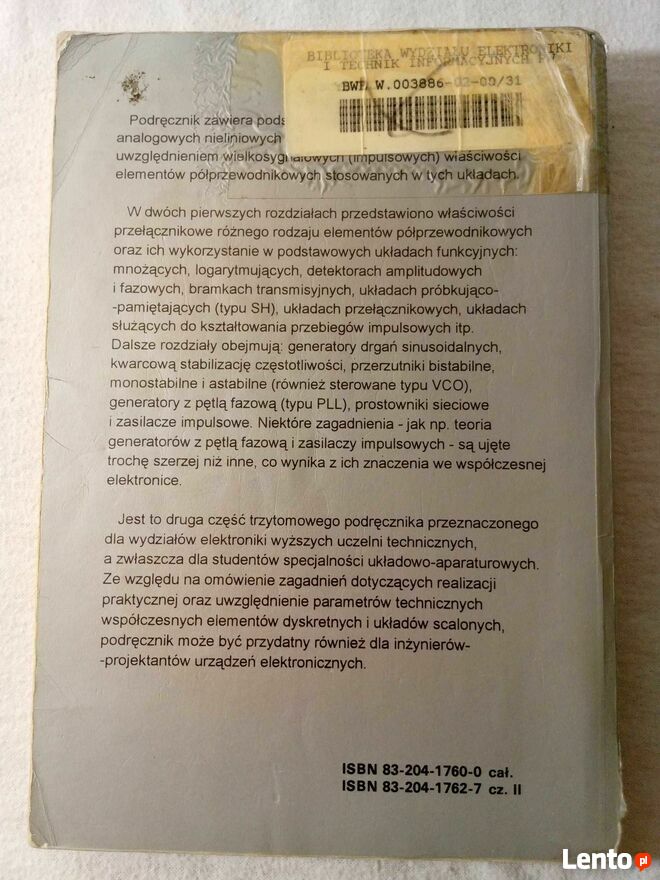 BIBLIOTEKA WYDZIAŁU ELEKTRONIKI
I TECHNIK INFORMACYJNYCH PW
BWE W.003886-02-00/31
Podręcznik zawiera
analogowych nieliniowych
uwzględnieniem wielkosygnałowych (impulsowych) właściwości
elementów półprzewodnikowych stosowanych w tych układach.
W dwóch pierwszych rozdziałach przedstawiono właściwości
przełącznikowe różnego rodzaju elementów półprzewodnikowych
oraz ich wykorzystanie w podstawowych układach funkcyjnych:
mnożących, logarytmujących, detektorach amplitudowych
i fazowych, bramkach transmisyjnych, układach próbkująco-
-pamiętających (typu SH), układach przełącznikowych, układach
służących do kształtowania przebiegów impulsowych itp.
Dalsze rozdziały obejmują: generatory drgań sinusoidalnych,
kwarcową stabilizację częstotliwości, przerzutniki bistabilne,
monostabilne i astabilne (również sterowane typu VCO),
generatory z pętlą fazową (typu PLL), prostowniki sieciowe
i zasilacze impulsowe. Niektóre zagadnienia - jak np. teoria
generatorów z pętlą fazową i zasilaczy impulsowych - są ujęte
trochę szerzej niż inne, co wynika z ich znaczenia we współczesnej
elektronice.
Jest to druga część trzytomowego podręcznika przeznaczonego
dla wydziałów elektroniki wyższych uczelni technicznych,
a zwłaszcza dla studentów specjalności układowo-aparaturowych.
Ze względu na omówienie zagadnień dotyczących realizacji
praktycznej oraz uwzględnienie parametrów technicznych
współczesnych elementów dyskretnych i układów scalonych,
podręcznik może być przydatny również dla inżynierów-
-projektantów urządzeń elektronicznych.
ISBN 83-204-1760-0 cał.
ISBN 83-204-1762-7 cz. II
Lento.pl